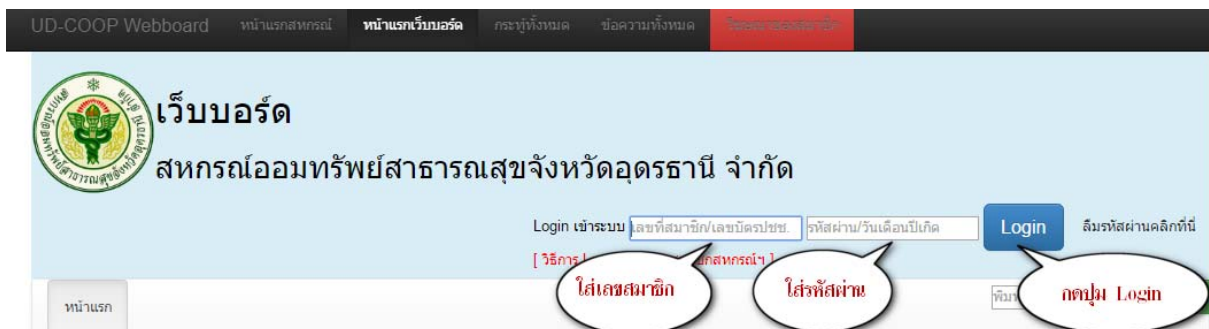 UD-COOP Webboard หน้าแรกสหกรณ์ หน้าแรกเว็บบอร์ด กระทู้ทั้งหมด ข้อความทั้งหมด
เว็บบอร์ด
สหกรณ์ออมทรัพย์สาธารณสุขจังหวัดอุดรธานี จำกัด
Login เข้าระบบ เลขที่สมาชิก/เลขบัตรปชช. รหัสผ่าน/วันเดือนปีเกิด Login ลืมรหัสผ่านคลิกที่นี่
[ วิธีการ
ใส่เลขสมาชิก ใส่รหัสผ่าน กดปุ่ม Login
หน้าแรก